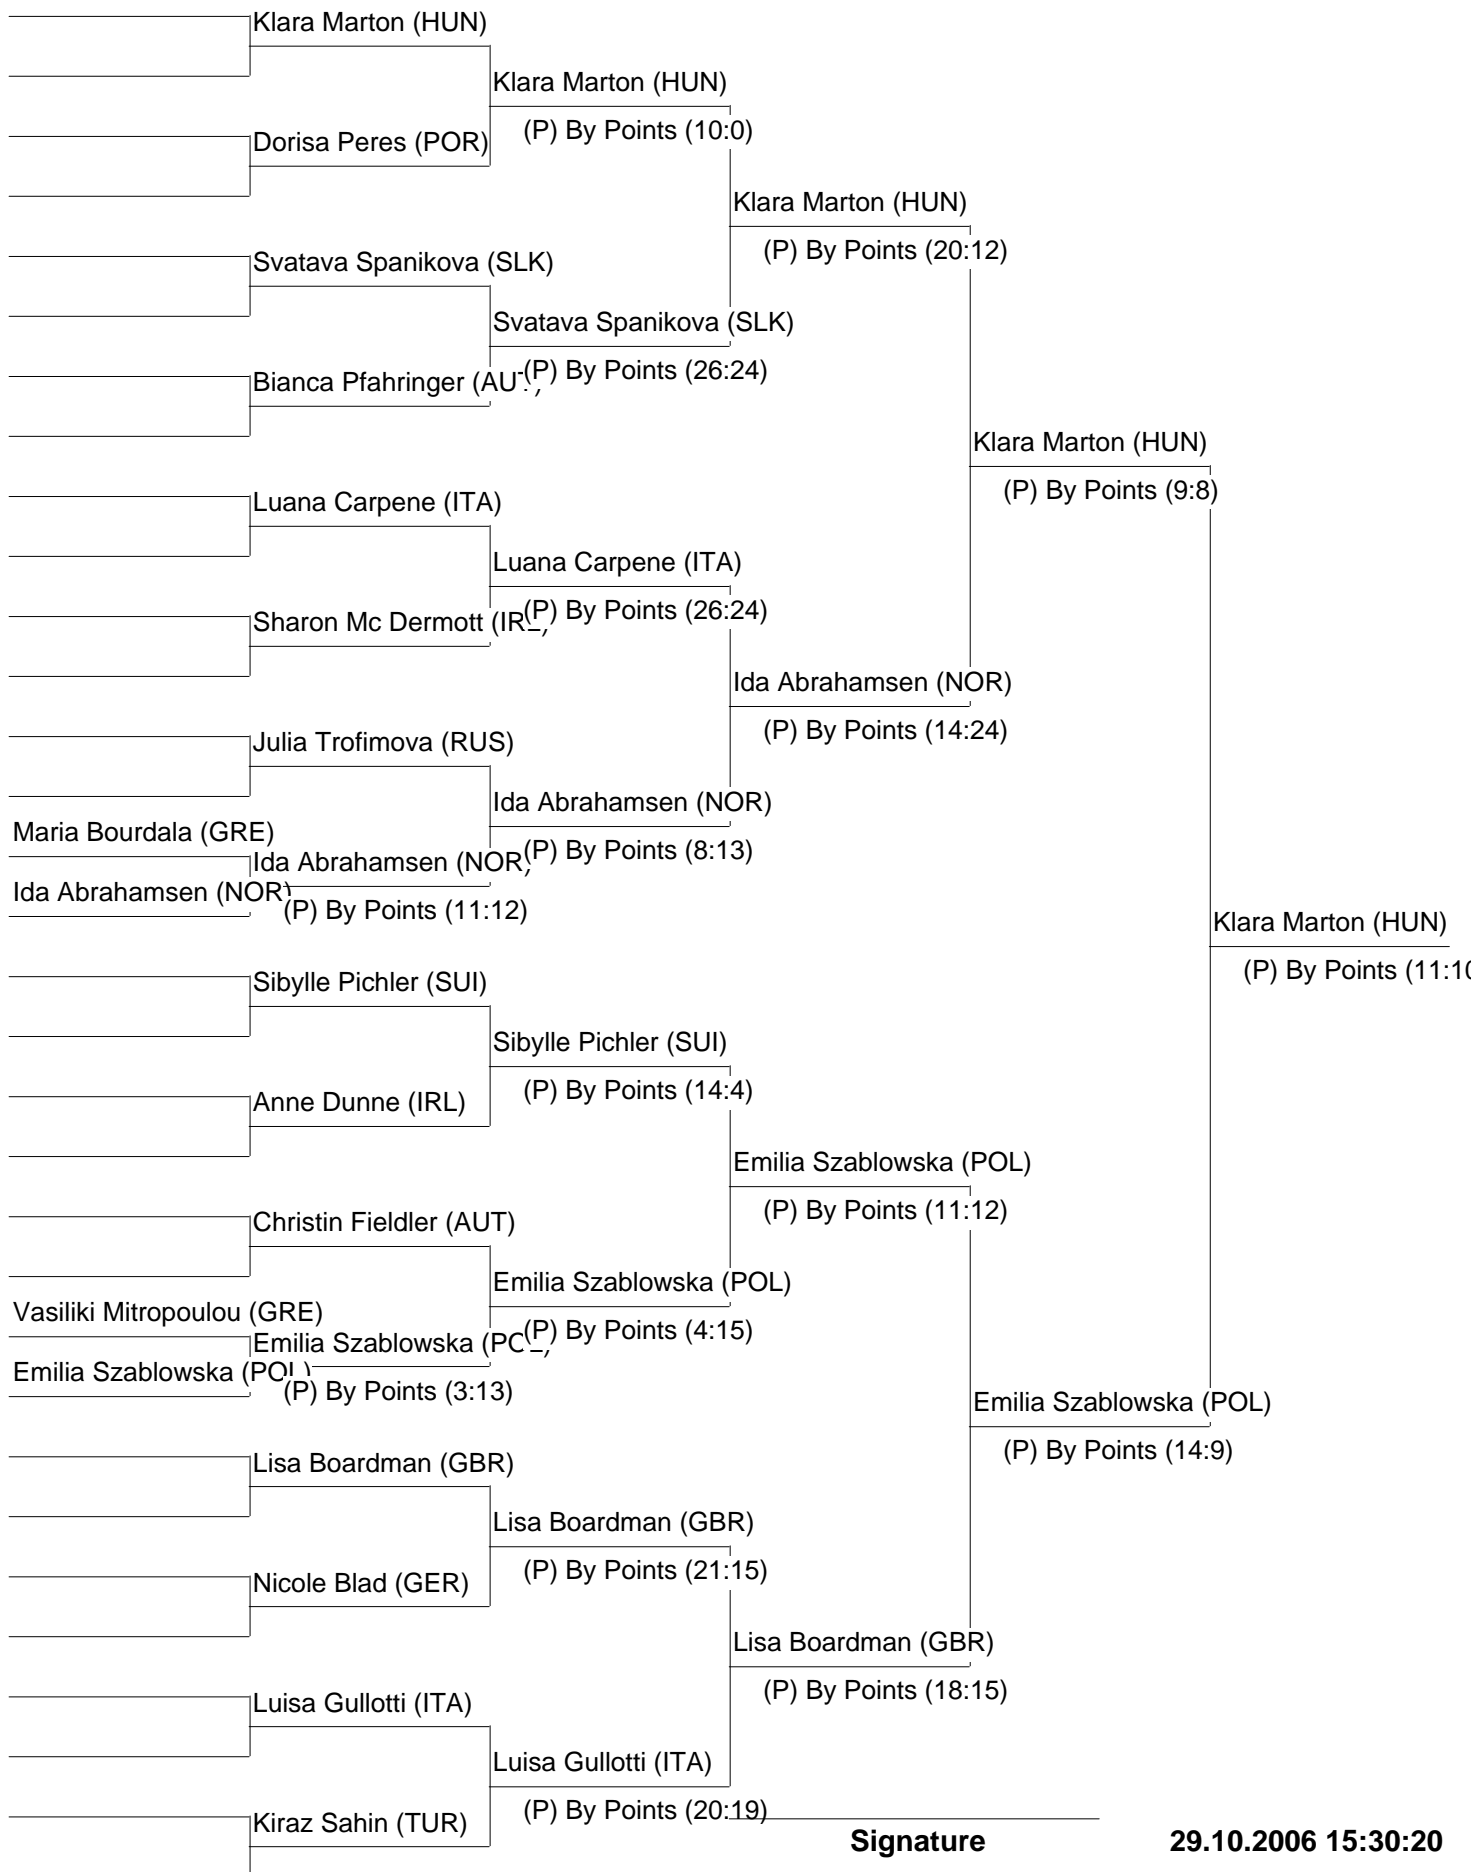 Klara Marton (HUN)
Klara Marton (HUN)
(P) By Points (10:0)
Dorisa Peres (POR)
Klara Marton (HUN)
(P) By Points (20:12)
Svatava Spanikova (SLK)
Svatava Spanikova (SLK)
(P) By Points (26:24)
Bianca Pfahringer (AUT)
Klara Marton (HUN)
(P) By Points (9:8)
Luana Carpene (ITA)
Luana Carpene (ITA)
(P) By Points (26:24)
Sharon Mc Dermott (IRL)
Ida Abrahamsen (NOR)
(P) By Points (14:24)
Julia Trofimova (RUS)
Ida Abrahamsen (NOR)
(P) By Points (8:13)
Maria Bourdala (GRE)
Ida Abrahamsen (NOR)
Ida Abrahamsen (NOR)
(P) By Points (11:12)
Klara Marton (HUN)
(P) By Points (11:10
Sibylle Pichler (SUI)
Sibylle Pichler (SUI)
(P) By Points (14:4)
Anne Dunne (IRL)
Emilia Szablowska (POL)
(P) By Points (11:12)
Christin Fieldler (AUT)
Emilia Szablowska (POL)
(P) By Points (4:15)
Vasiliki Mitropoulou (GRE)
Emilia Szablowska (POL)
Emilia Szablowska (POL)
(P) By Points (3:13)
Emilia Szablowska (POL)
(P) By Points (14:9)
Lisa Boardman (GBR)
Lisa Boardman (GBR)
(P) By Points (21:15)
Nicole Blad (GER)
Lisa Boardman (GBR)
(P) By Points (18:15)
Luisa Gullotti (ITA)
Luisa Gullotti (ITA)
(P) By Points (20:19)
Kiraz Sahin (TUR)
Signature
29.10.2006 15:30:20